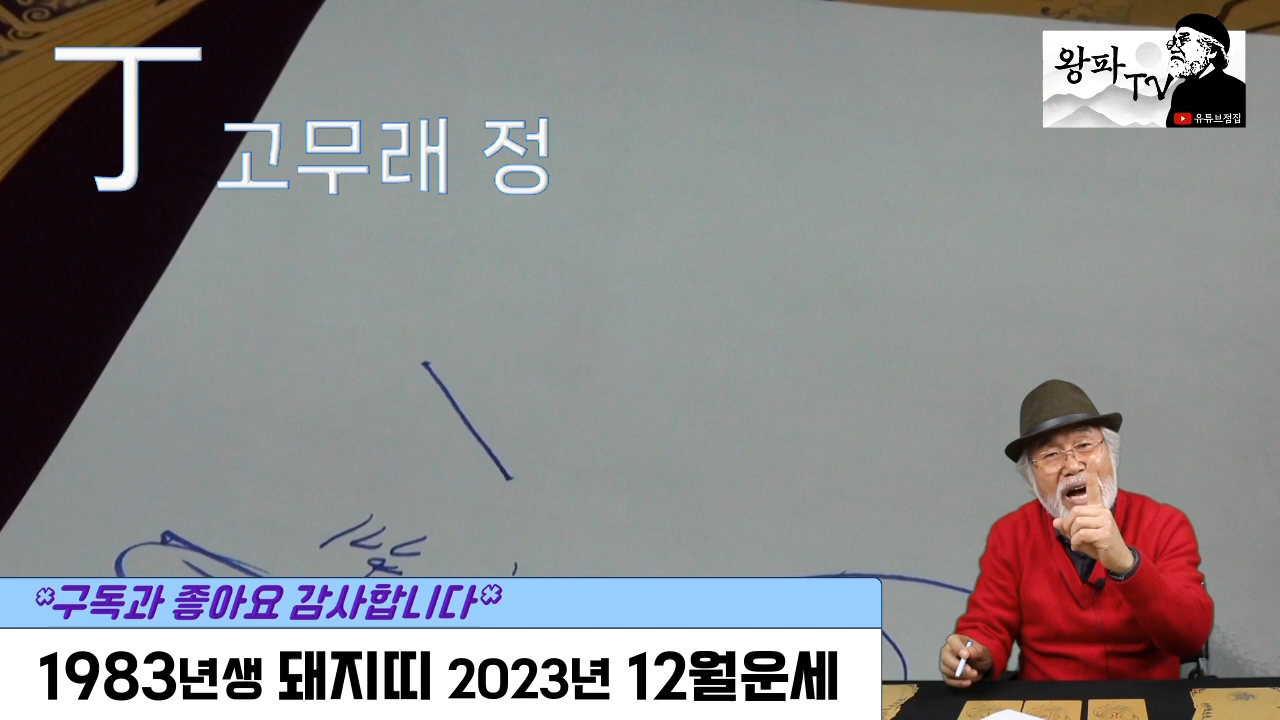 丁 고무래 정
왕파TV
유튜브점집
구독과 좋아요 감사합니다
1983년생 돼지띠 2023년 12월운세